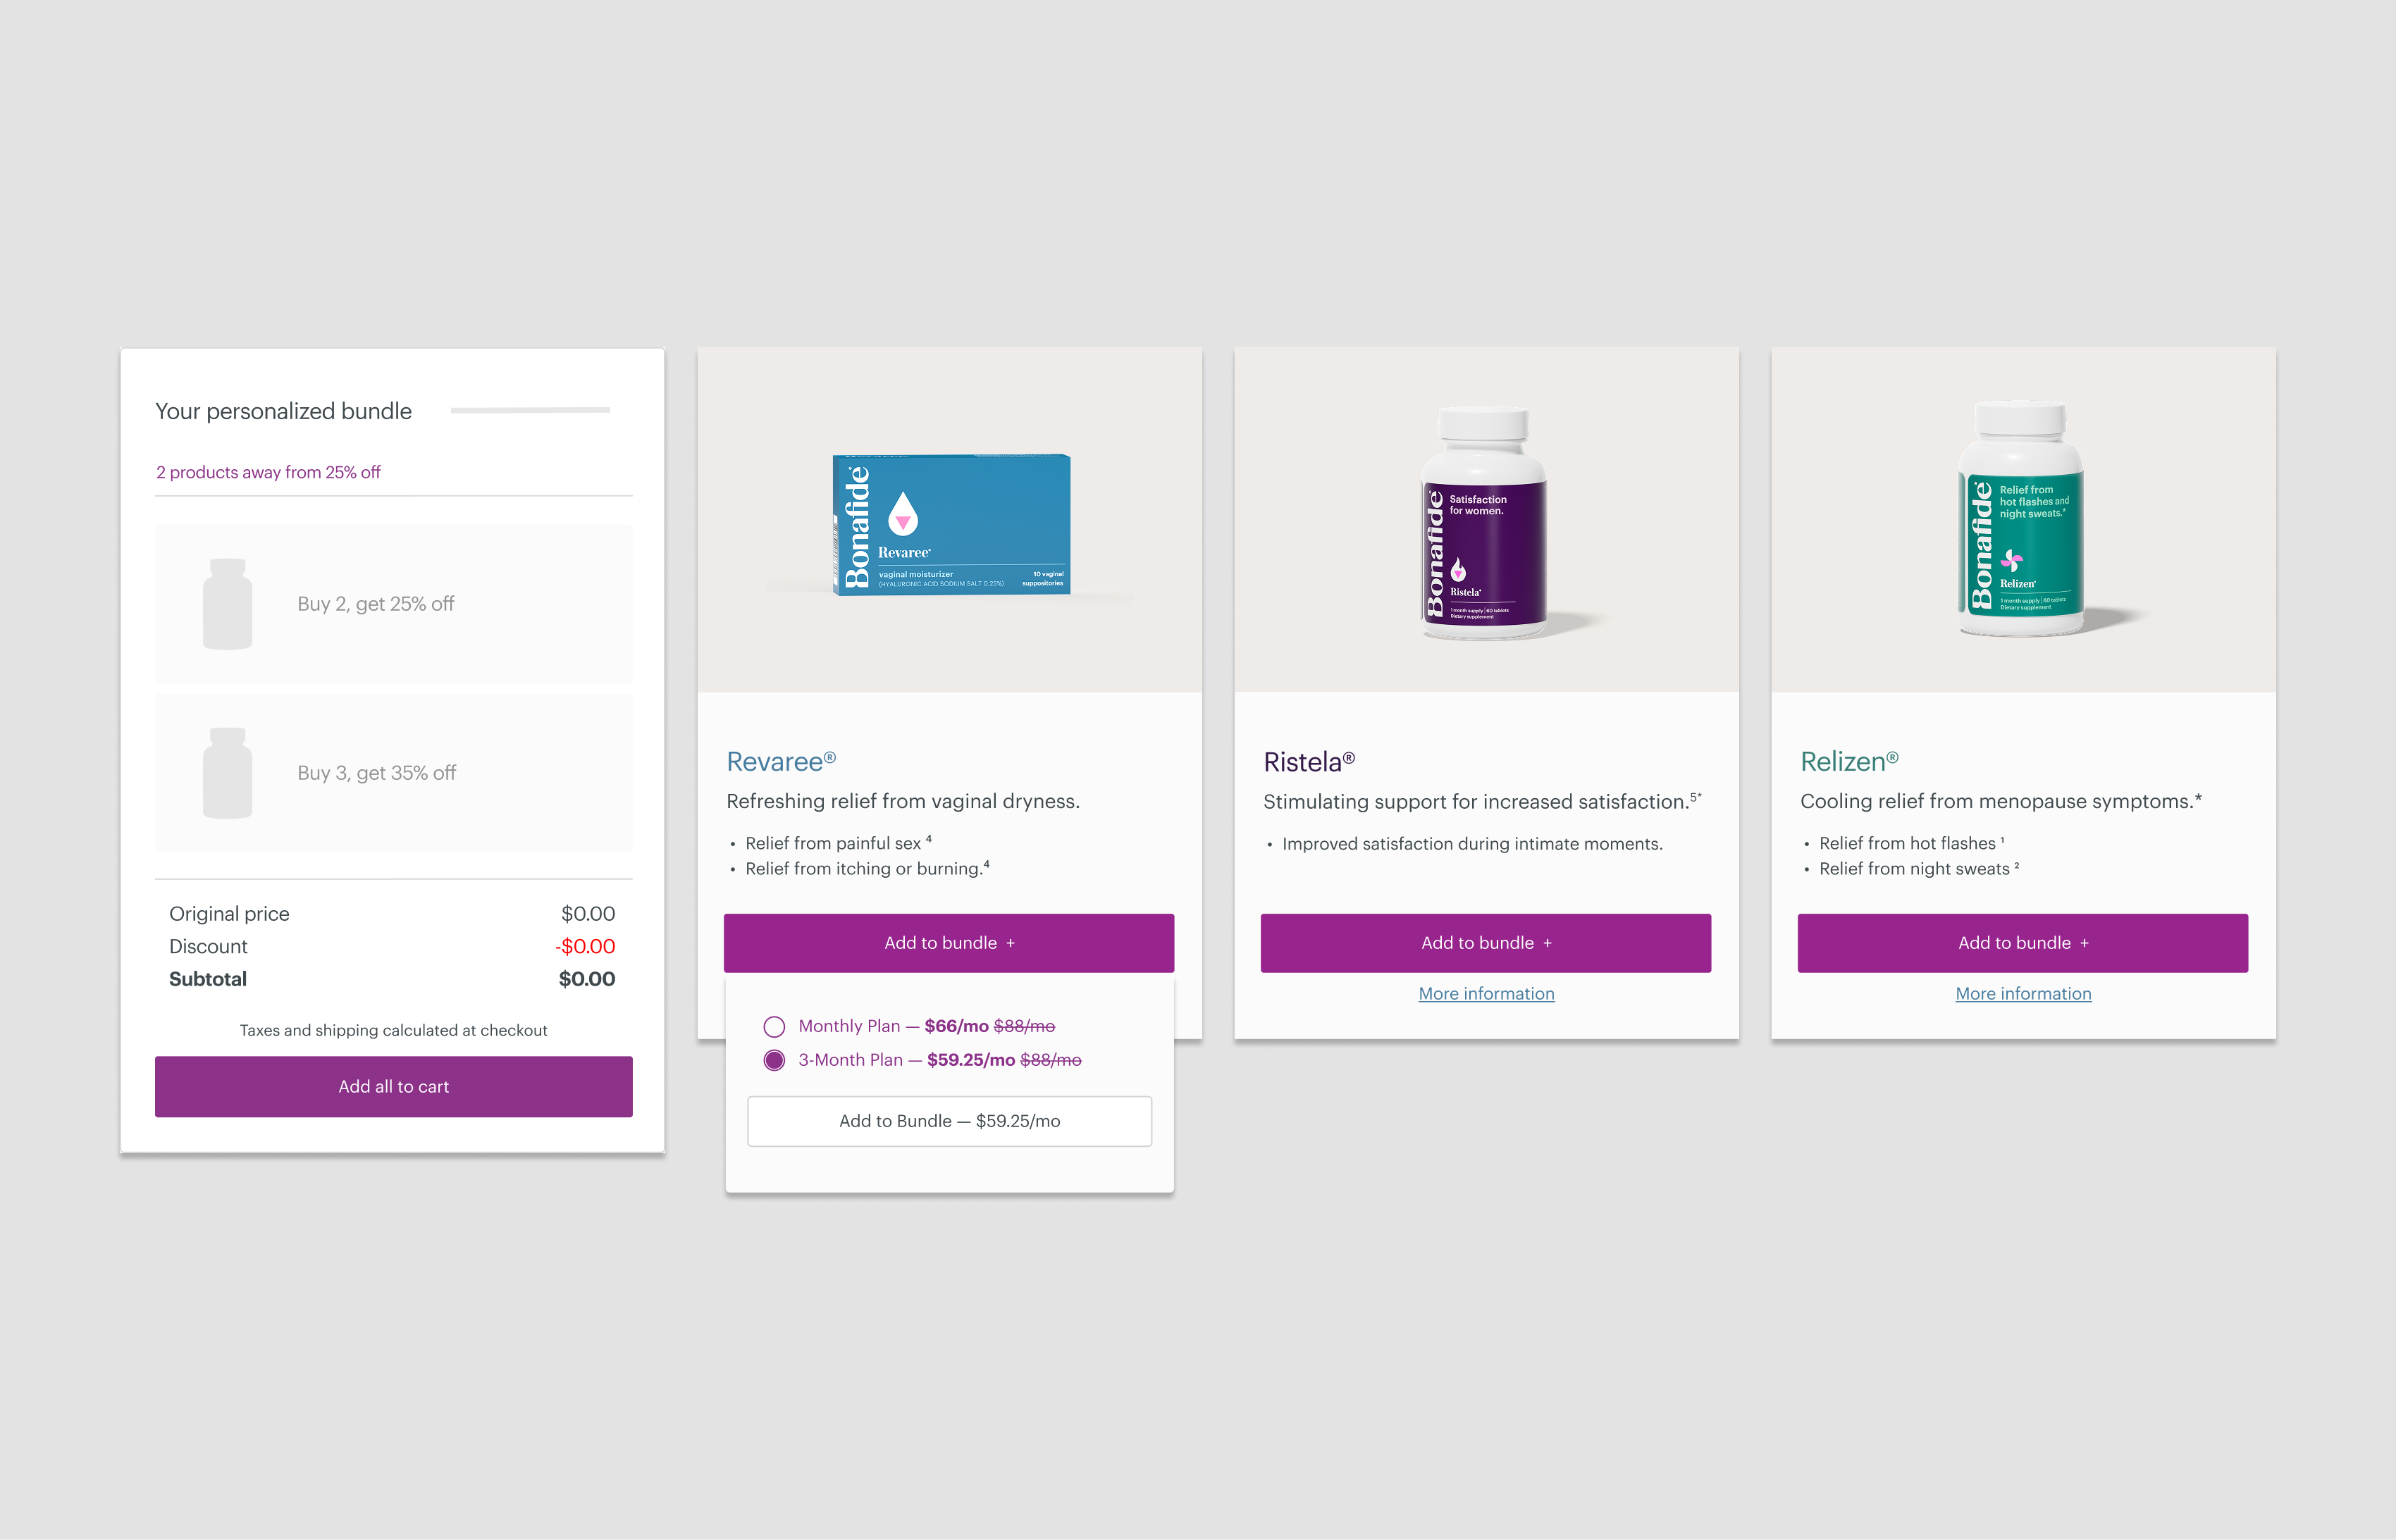 Your personalized bundle
2 products away from 25% off
Buy 2, get 25% off
Buy 3, get 35% off
Original price $0.00
Discount -$0.00
Subtotal $0.00
Taxes and shipping calculated at checkout
Add all to cart
Bonafide
Revaree
vaginal moisturizer
(HYALURONIC ACID SODIUM SALT 0.25%)
10 vaginal
suppositories
Revaree®
Refreshing relief from vaginal dryness.
• Relief from painful sex ⁴
• Relief from itching or burning.⁴
Add to bundle +
Monthly Plan — $66/mo $88/mo
3-Month Plan — $59.25/mo $88/mo
Add to Bundle — $59.25/mo
Bonafide
Satisfaction
for women.
Ristela
1 month supply | 60 tablets
Dietary supplement
Ristela®
Stimulating support for increased satisfaction.⁵*
• Improved satisfaction during intimate moments.
Add to bundle +
More information
Bonafide
Relief from
hot flashes and
night sweats.*
Relizen
1 month supply | 60 tablets
Dietary supplement
Relizen®
Cooling relief from menopause symptoms.*
• Relief from hot flashes ¹
• Relief from night sweats ²
Add to bundle +
More information